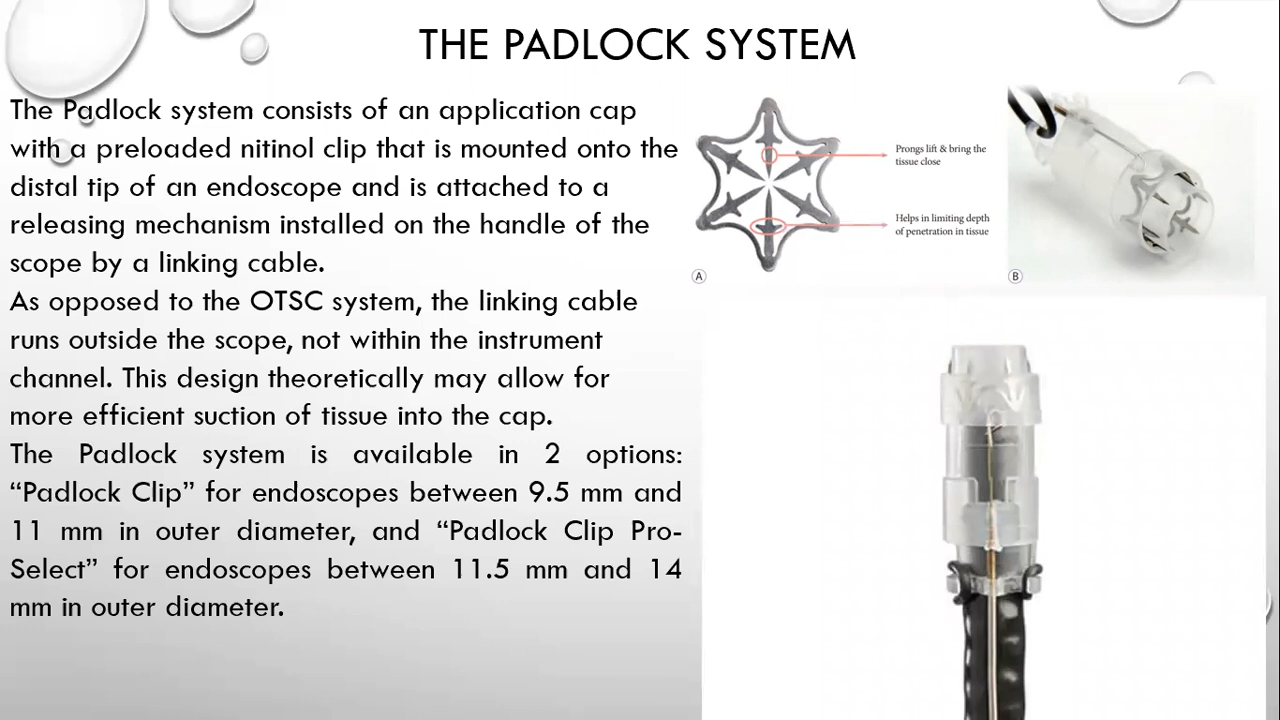 THE PADLOCK SYSTEM
The Padlock system consists of an application cap
with a preloaded nitinol clip that is mounted onto the
distal tip of an endoscope and is attached to a
releasing mechanism installed on the handle of the
scope by a linking cable.
As opposed to the OTSC system, the linking cable
runs outside the scope, not within the instrument
channel. This design theoretically may allow for
more efficient suction of tissue into the cap.
The Padlock system is available in 2 options:
“Padlock Clip” for endoscopes between 9.5 mm and
11 mm in outer diameter, and “Padlock Clip Pro-
Select” for endoscopes between 11.5 mm and 14
mm in outer diameter.
Prongs lift & bring the
tissue close
Helps in limiting depth
of penetration in tissue
A
B